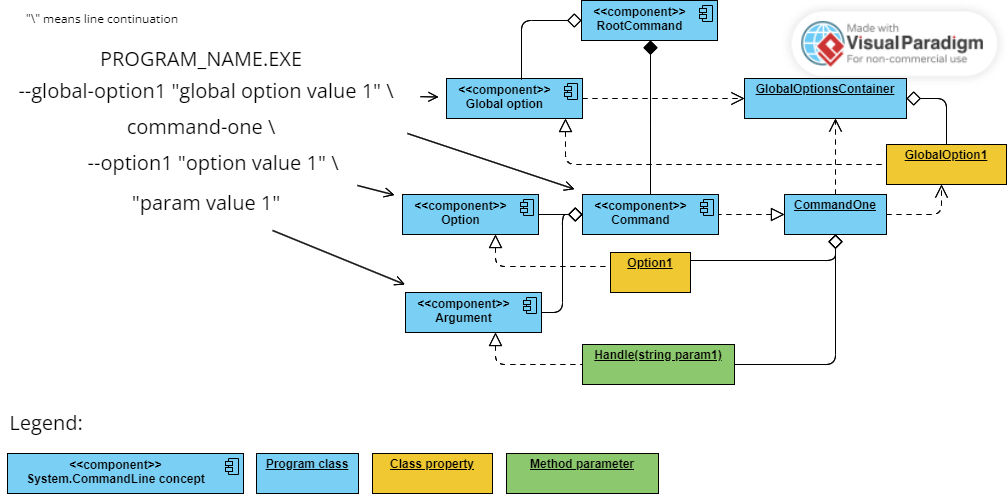 "\" means line continuation
PROGRAM_NAME.EXE
--global-option1 "global option value 1" \
command-one \
--option1 "option value 1" \
"param value 1"
<<component>>
RootCommand
Made with
Visual Paradigm
For non-commercial use
<<component>>
Global option
GlobalOptionsContainer
GlobalOption1
<<component>>
Option
<<component>>
Command
CommandOne
Option1
<<component>>
Argument
Handle(string param1)
Legend:
<<component>>
System.CommandLine concept
Program class
Class property
Method parameter